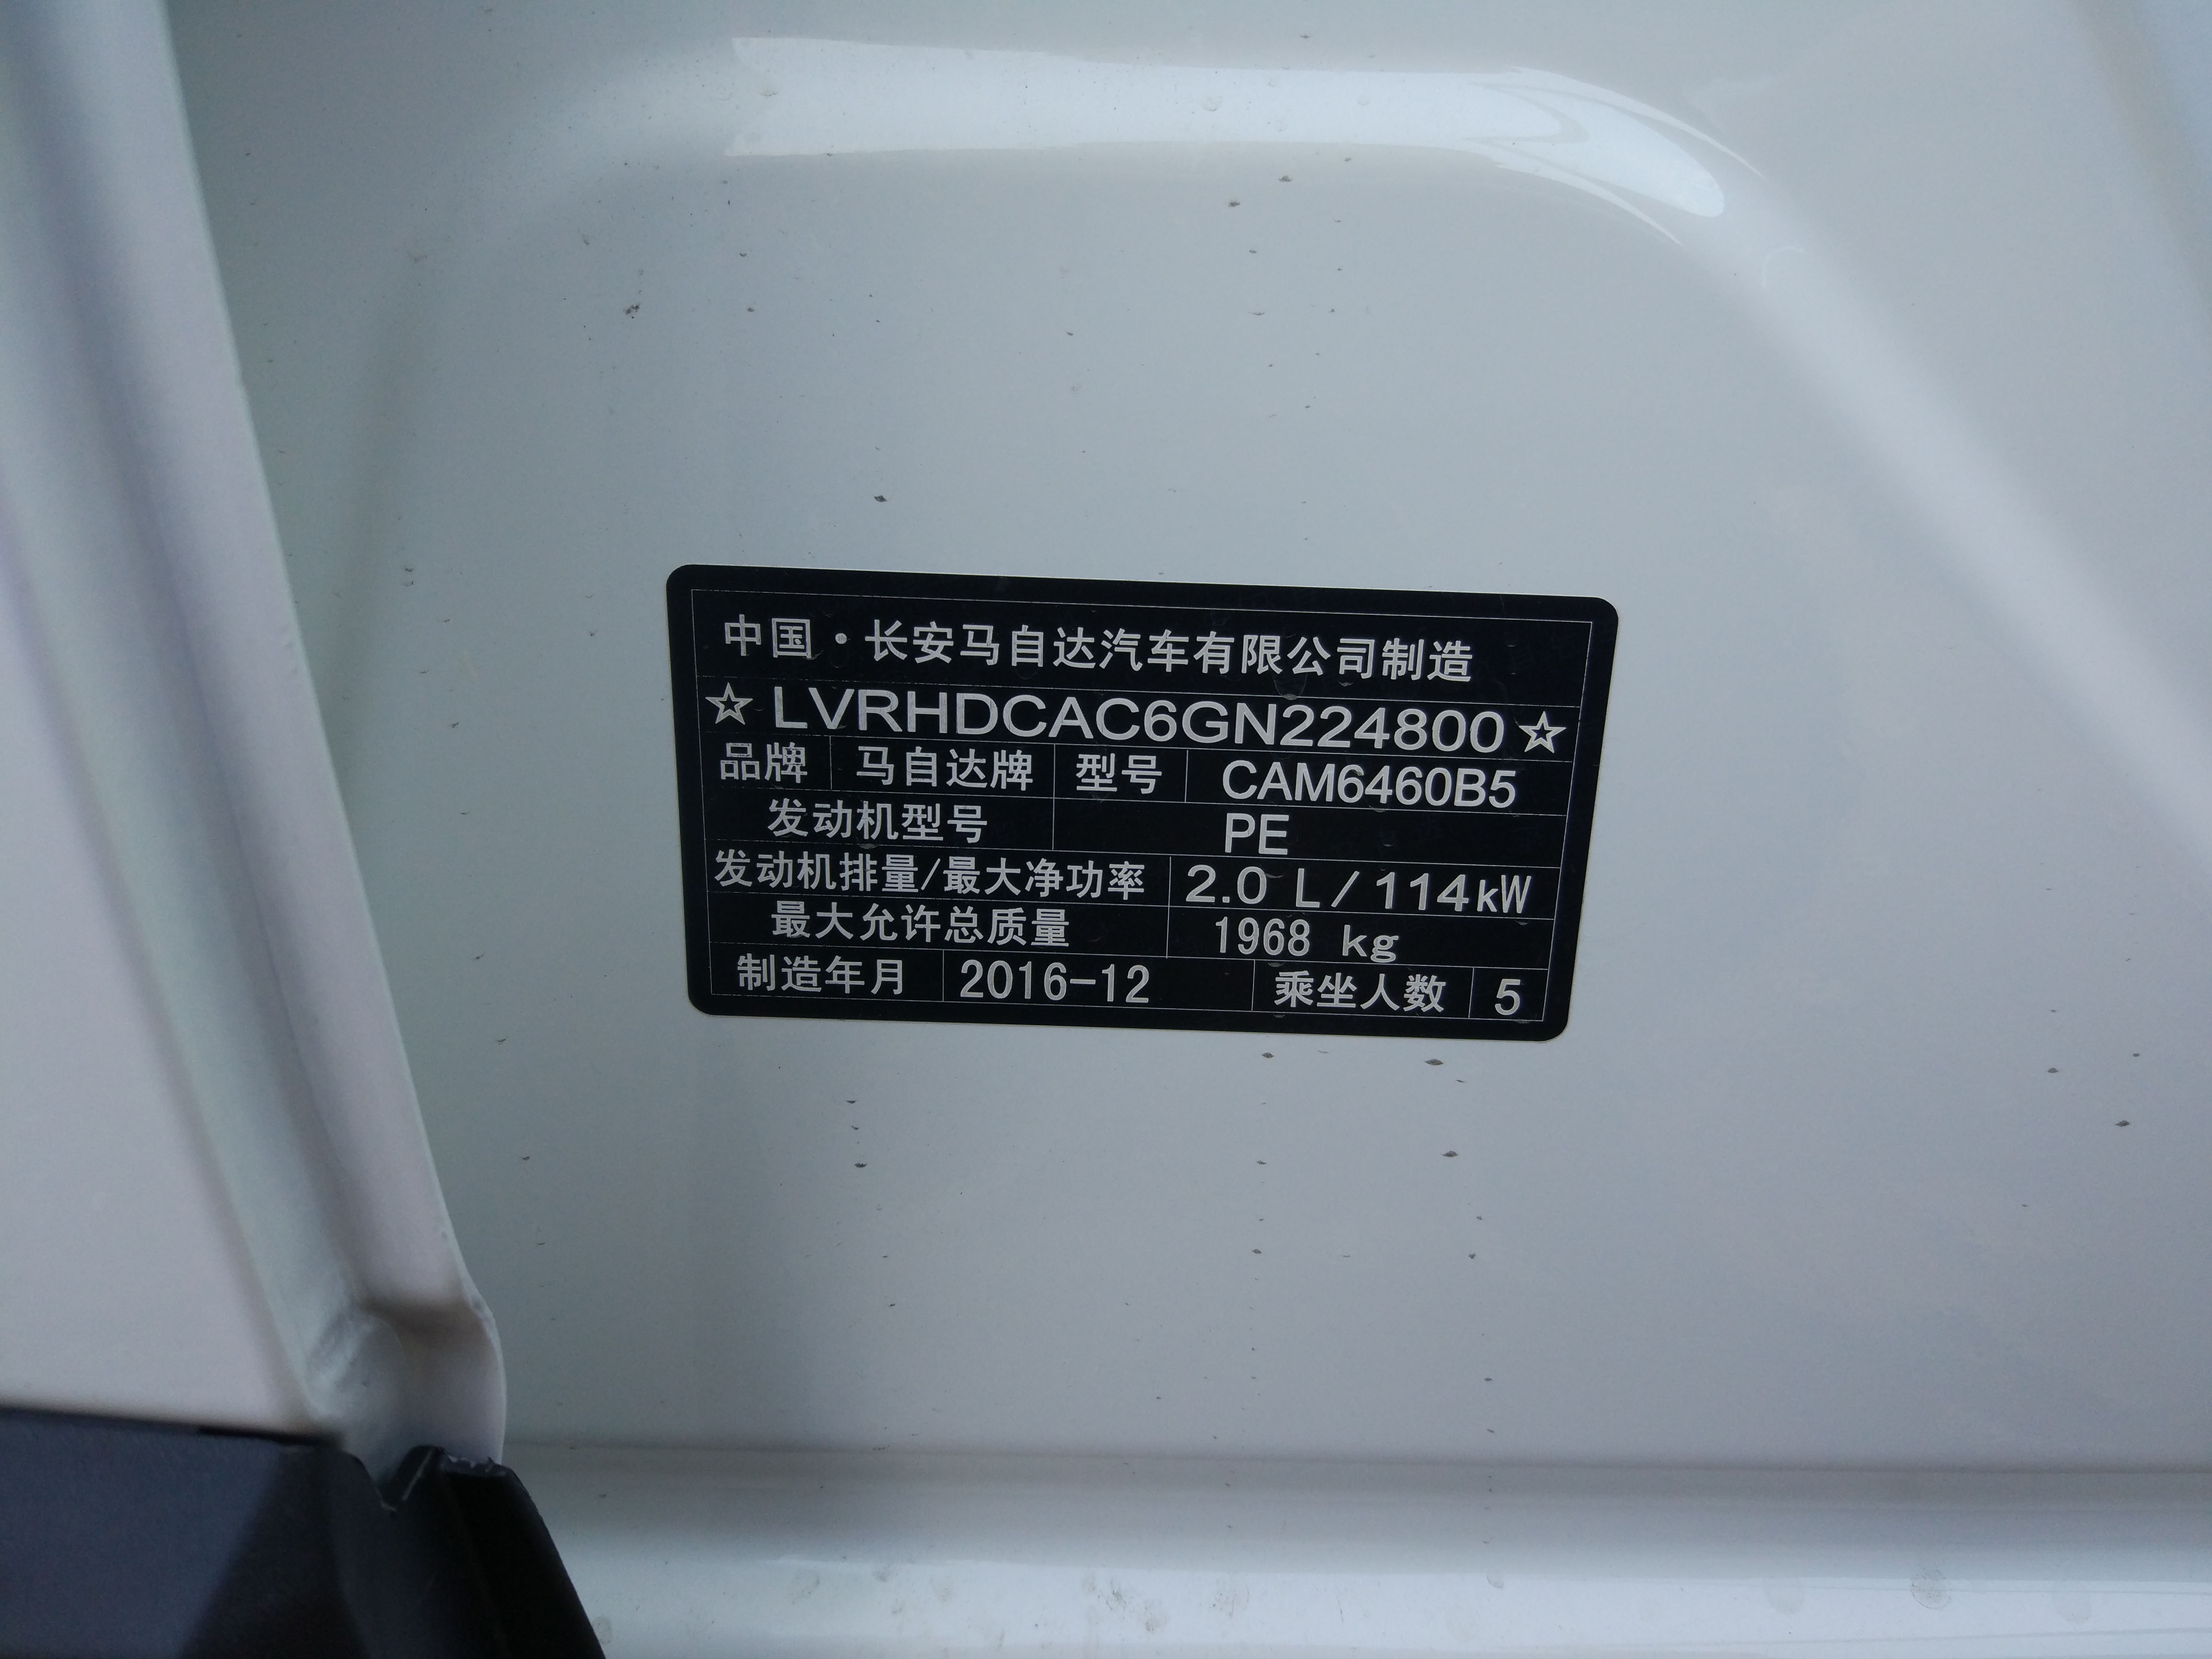 中国·长安马自达汽车有限公司制造
☆LVRHDCAC6GN224800☆
品牌 马自达牌 型号 CAM6460B5
发动机型号 PE
发动机排量/最大净功率 2.0 L/114kW
最大允许总质量 1968 kg
制造年月 2016-12 乘坐人数 5